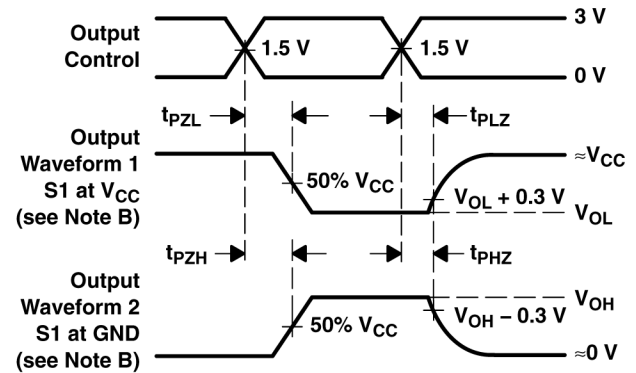 Output
Control
1.5 V
1.5 V
3 V
0 V
tPZL
tPLZ
Output
Waveform 1
S1 at VCC
(see Note B)
50% VCC
VOL + 0.3 V
≈VCC
VOL
tPZH
tPHZ
Output
Waveform 2
S1 at GND
(see Note B)
50% VCC
VOH – 0.3 V
VOH
≈0 V